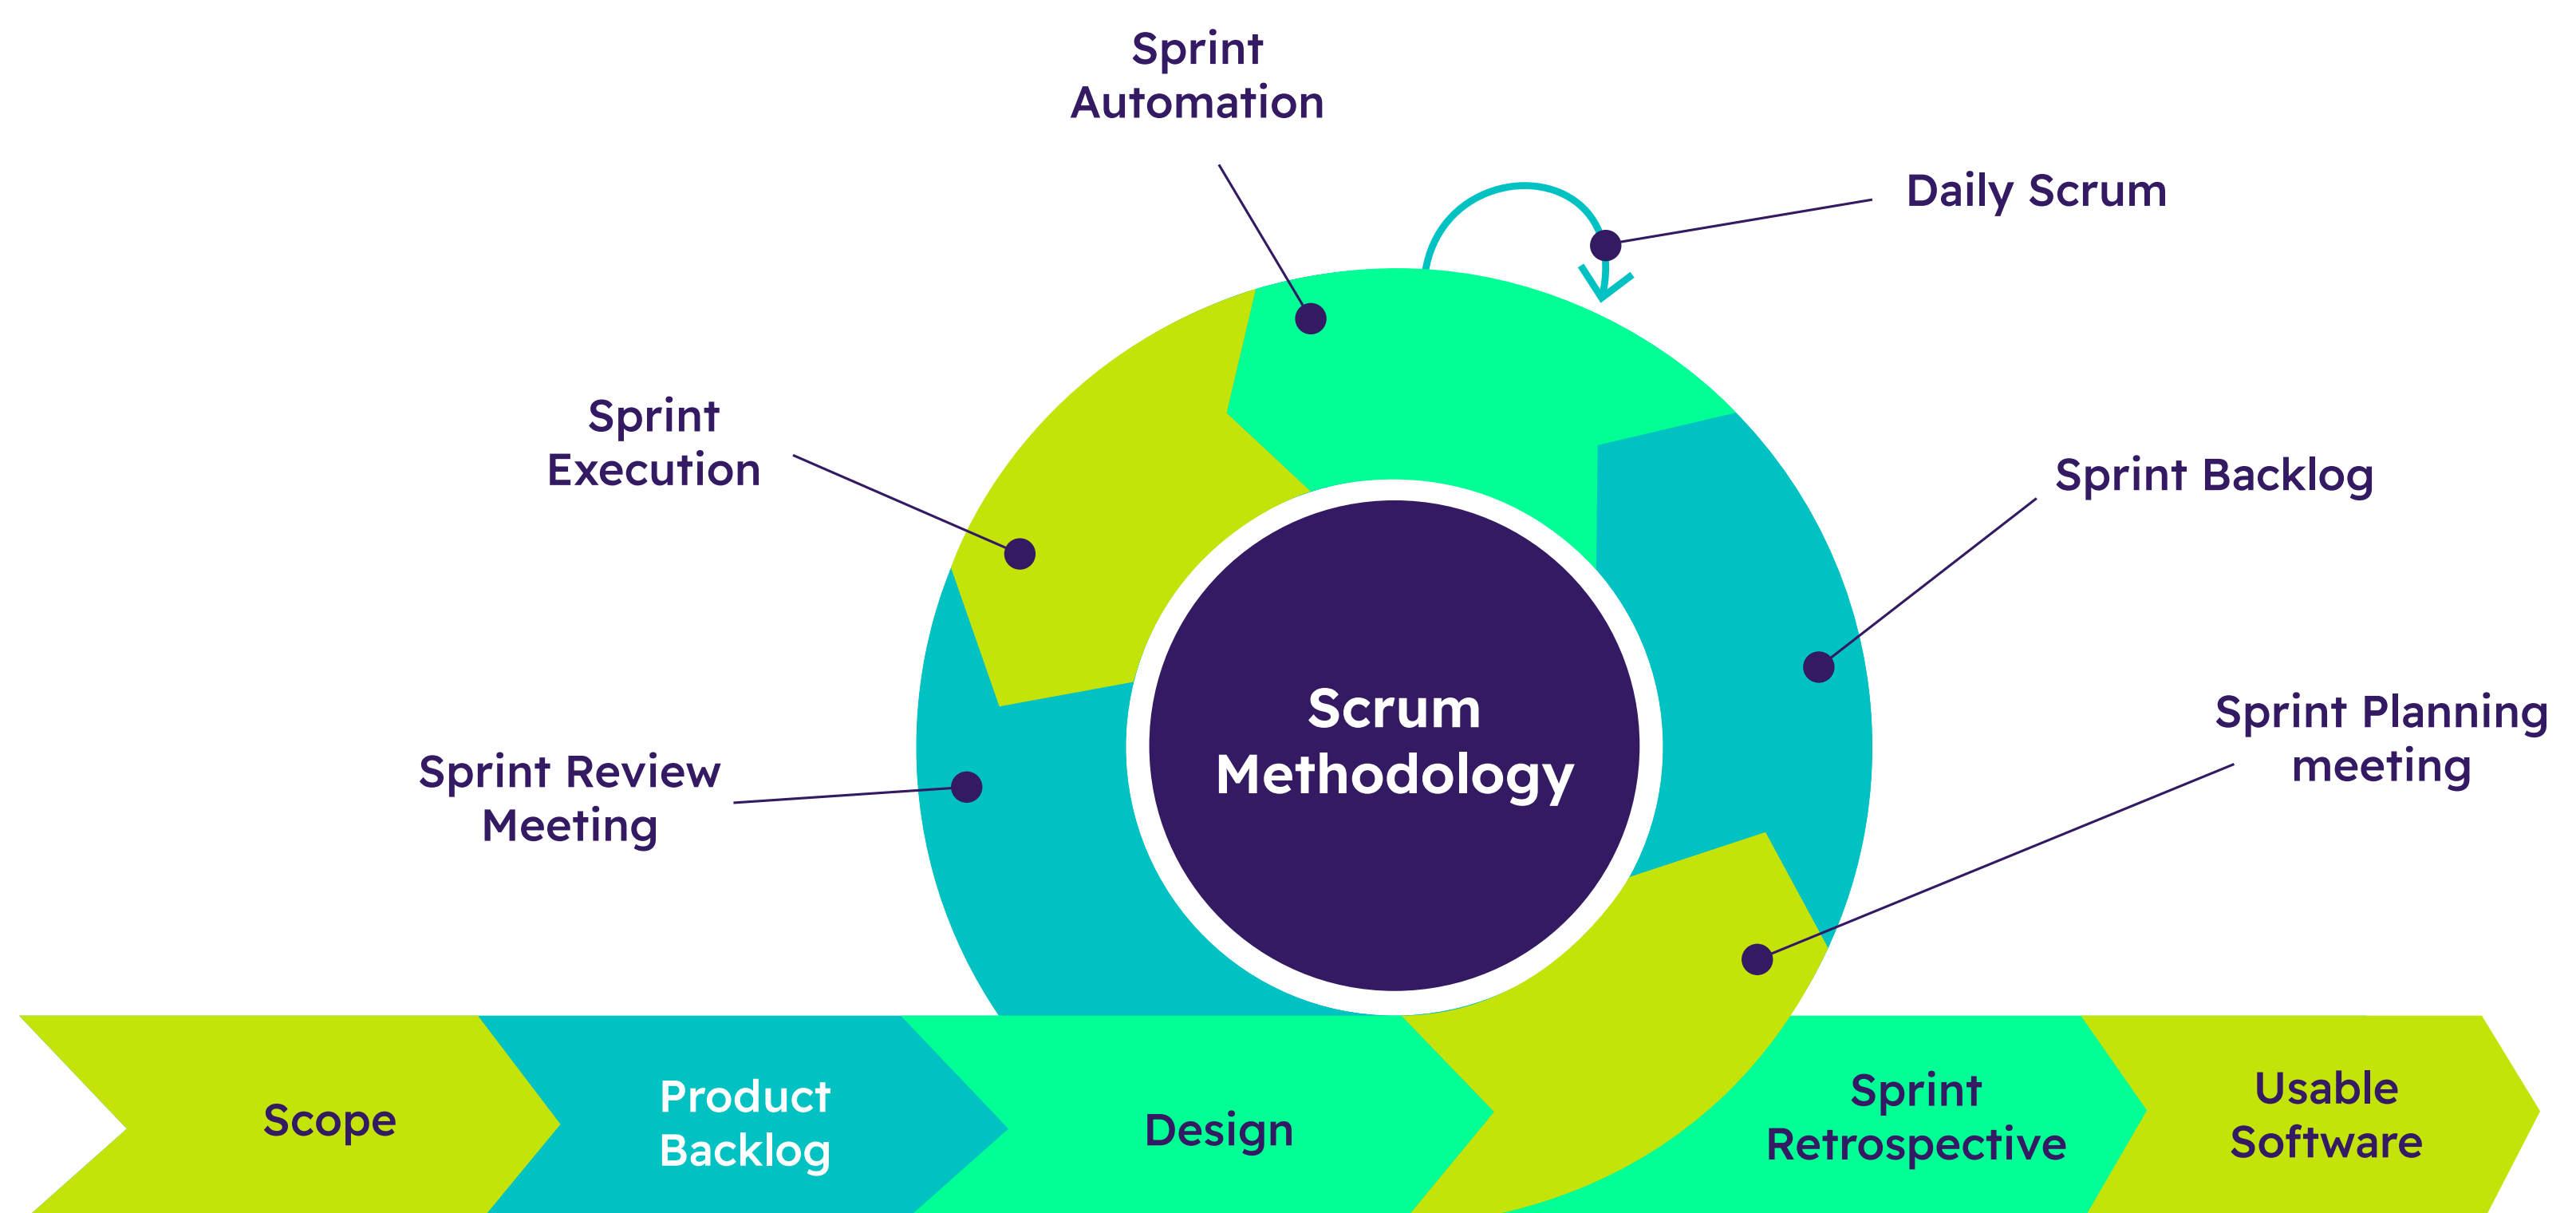 Sprint
Automation
Daily Scrum
Sprint
Execution
Sprint Backlog
Sprint Planning
meeting
Scrum
Methodology
Sprint Review
Meeting
Scope
Product
Backlog
Design
Sprint
Retrospective
Usable
Software